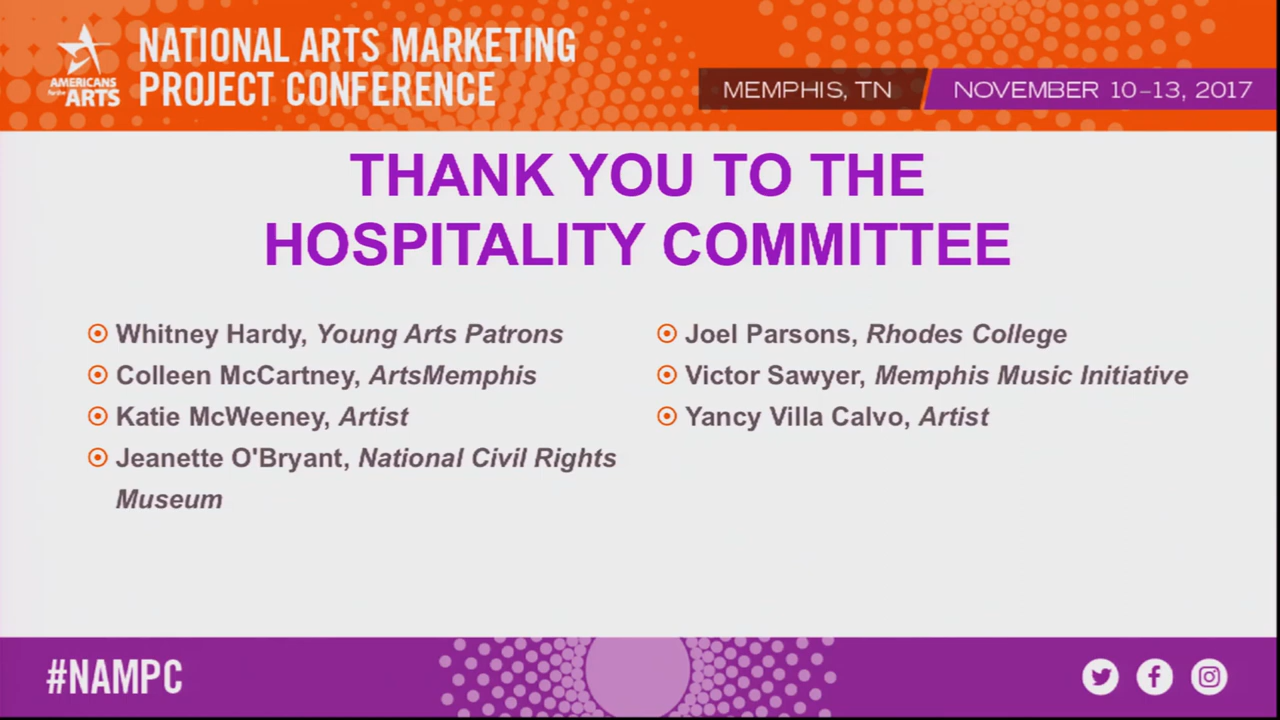 AMERICANS
for the
ARTS
NATIONAL ARTS MARKETING
PROJECT CONFERENCE
MEMPHIS, TN
NOVEMBER 10–13, 2017
THANK YOU TO THE
HOSPITALITY COMMITTEE
Whitney Hardy, Young Arts Patrons
Colleen McCartney, ArtsMemphis
Katie McWeeney, Artist
Jeanette O'Bryant, National Civil Rights
Museum
Joel Parsons, Rhodes College
Victor Sawyer, Memphis Music Initiative
Yancy Villa Calvo, Artist
#NAMPC